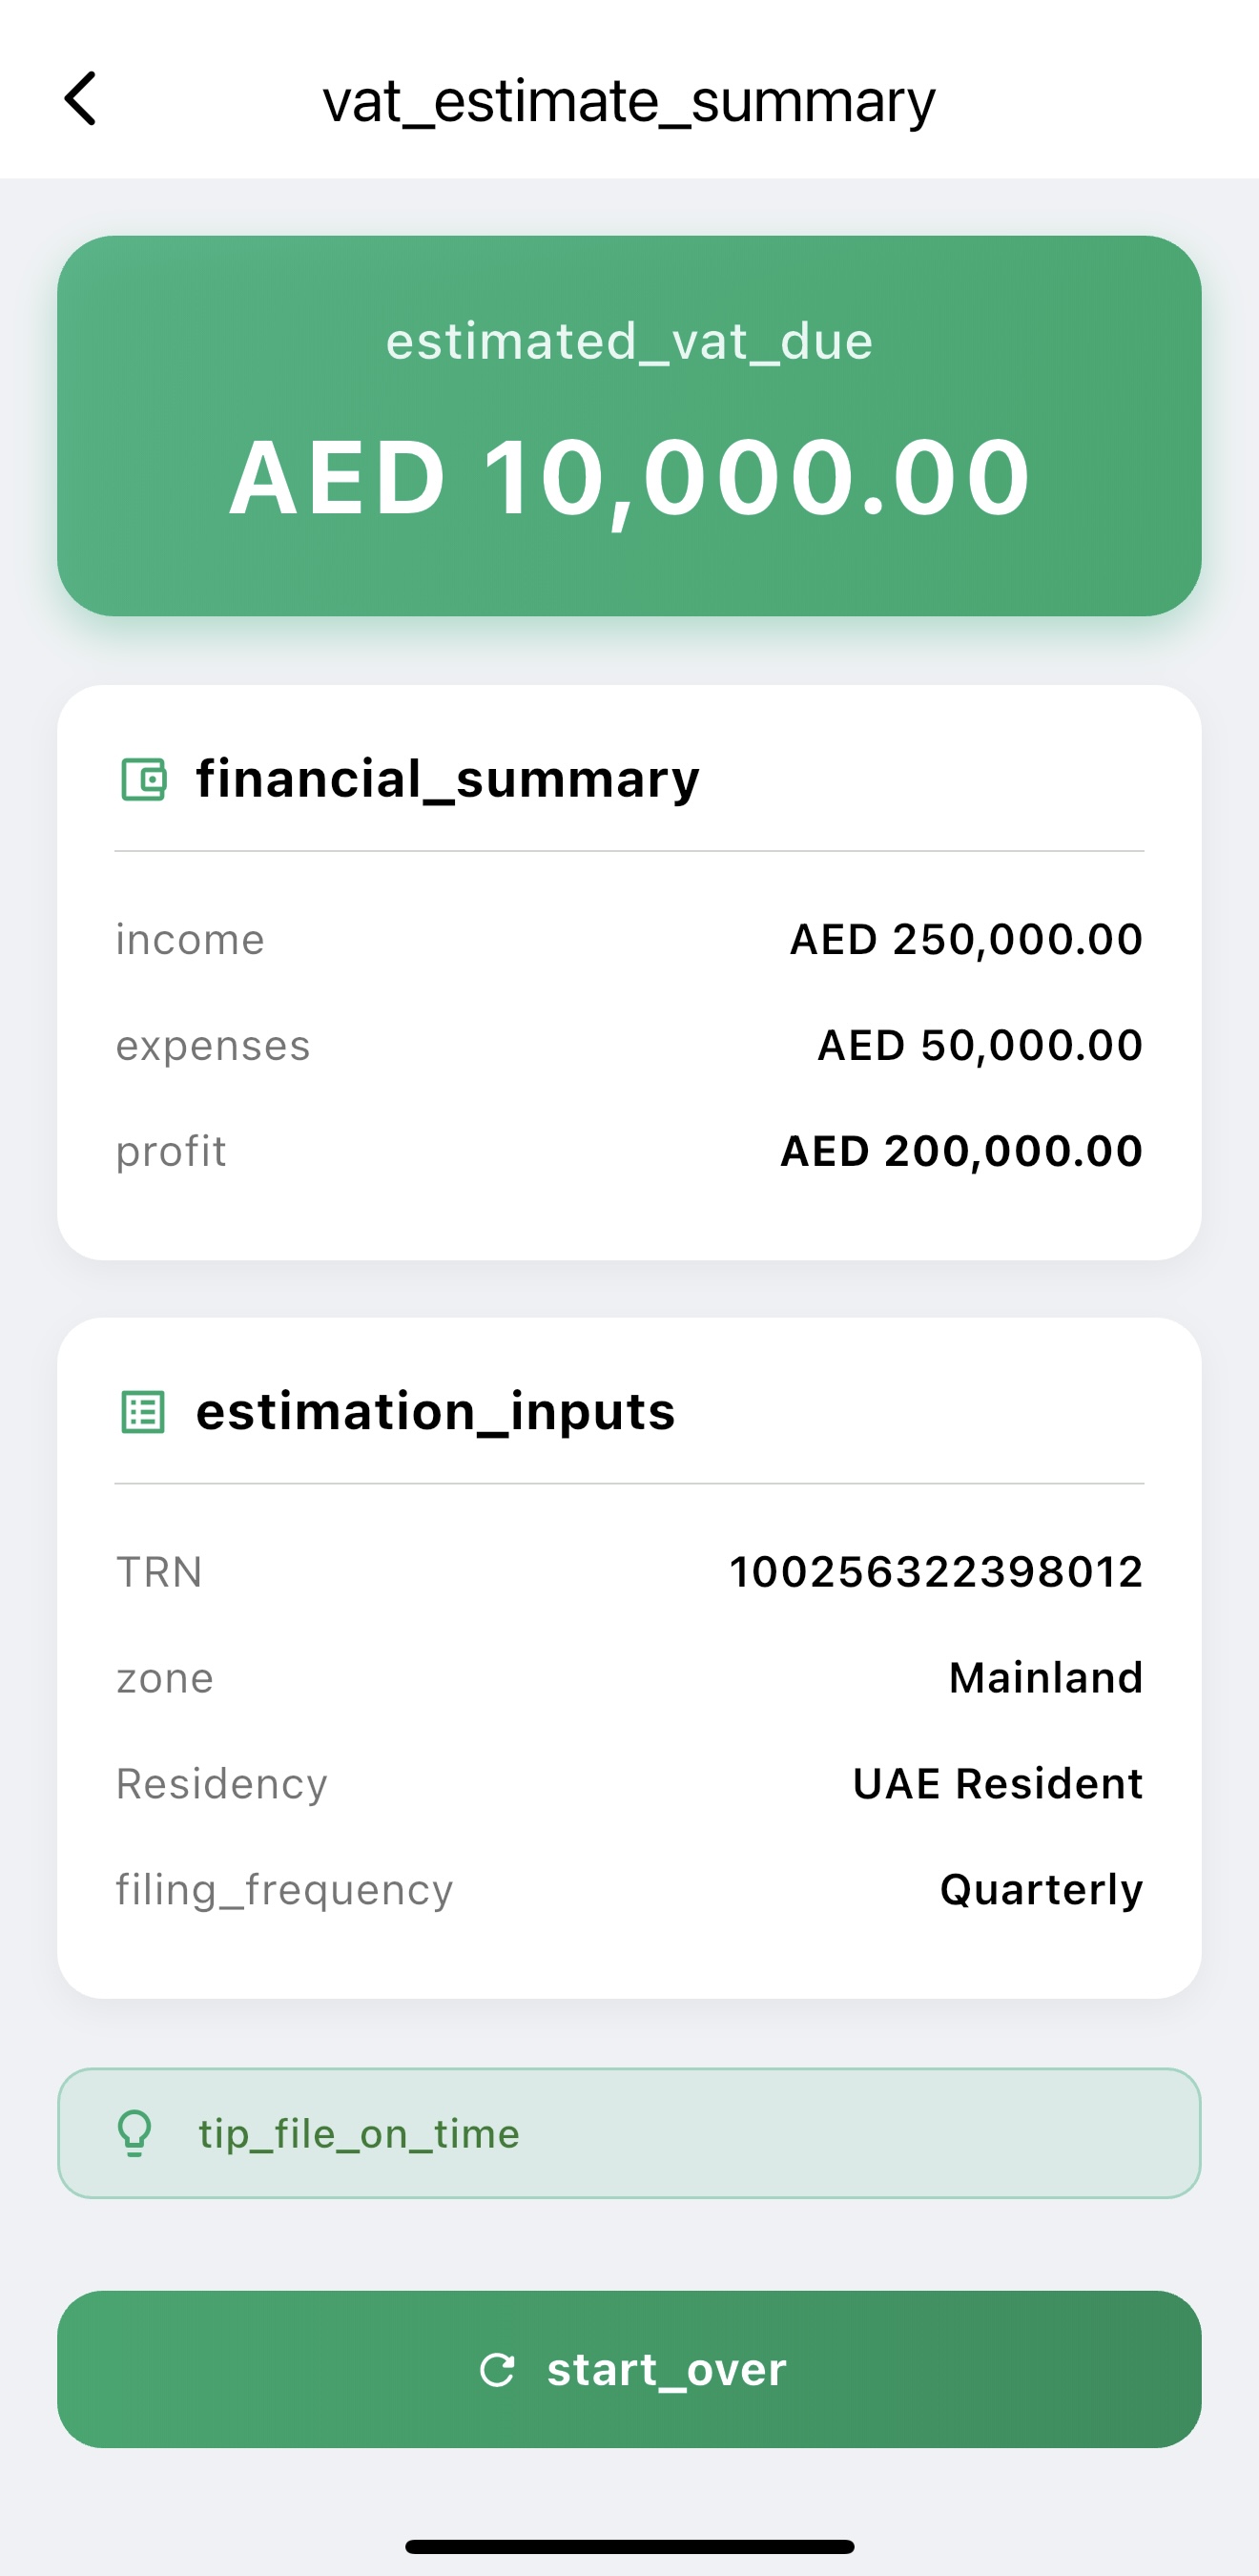 vat_estimate_summary
estimated_vat_due
AED 10,000.00
financial_summary
income AED 250,000.00
expenses AED 50,000.00
profit AED 200,000.00
estimation_inputs
TRN 100256322398012
zone Mainland
Residency UAE Resident
filing_frequency Quarterly
tip_file_on_time
start_over